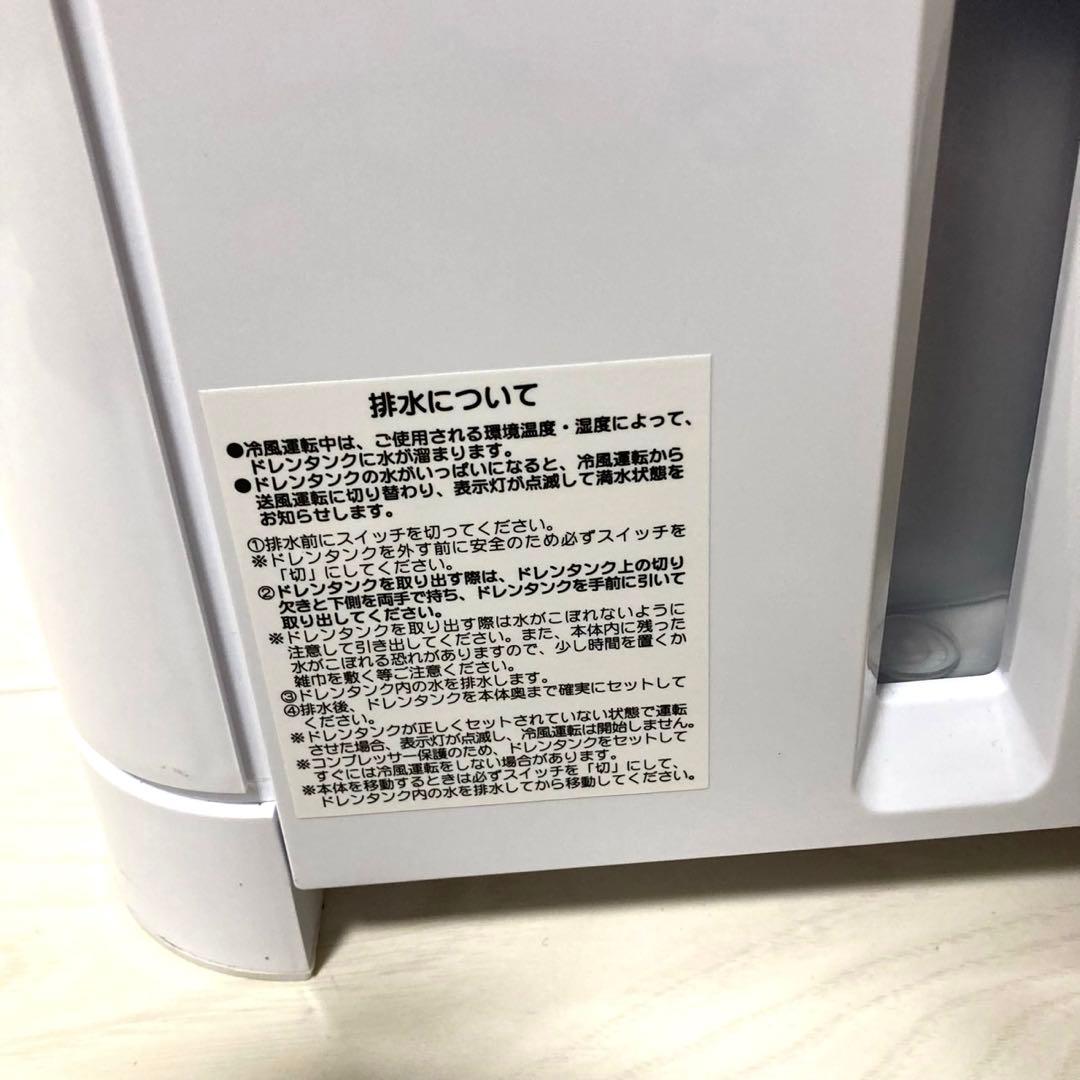 排水について
●冷風運転中は、ご使用される環境温度・湿度によって、
ドレンタンクに水が溜まります。
●ドレンタンクの水がいっぱいになると、冷風運転から
送風運転に切り替わり、表示灯が点滅して満水状態を
お知らせします。
①排水前にスイッチを切ってください。
※ドレンタンクを外す前に安全のため必ずスイッチを
「切」にしてください。
②ドレンタンクを取り出す際は、ドレンタンク上の切り
欠きと下側を両手で持ち、ドレンタンクを手前に引いて
取り出してください。
※ドレンタンクを取り出す際は水がこぼれないように
注意して引き出してください。また、本体内に残った
水がこぼれる恐れがありますので、少し時間を置くか
雑巾を敷く等ご注意ください。
③ドレンタンク内の水を排水します。
④排水後、ドレンタンクを本体奥まで確実にセットして
ください。
※ドレンタンクが正しくセットされていない状態で運転
させた場合、表示灯が点滅し、冷風運転は開始しません。
※コンプレッサー保護のため、ドレンタンクをセットして
すぐには冷風運転をしない場合があります。
※本体を移動するときは必ずスイッチを「切」にして、
ドレンタンク内の水を排水してから移動してください。